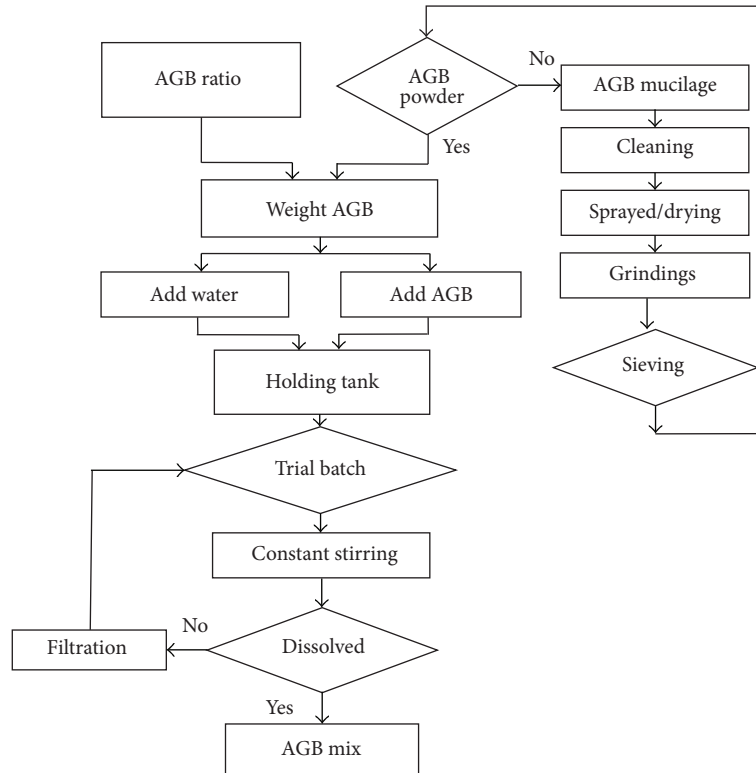 AGB ratio
AGB
powder
No
AGB mucilage
Yes
Cleaning
Weight AGB
Sprayed/drying
Add water
Add AGB
Grindings
Holding tank
Sieving
Trial batch
Constant stirring
No
Filtration
Dissolved
Yes
AGB mix